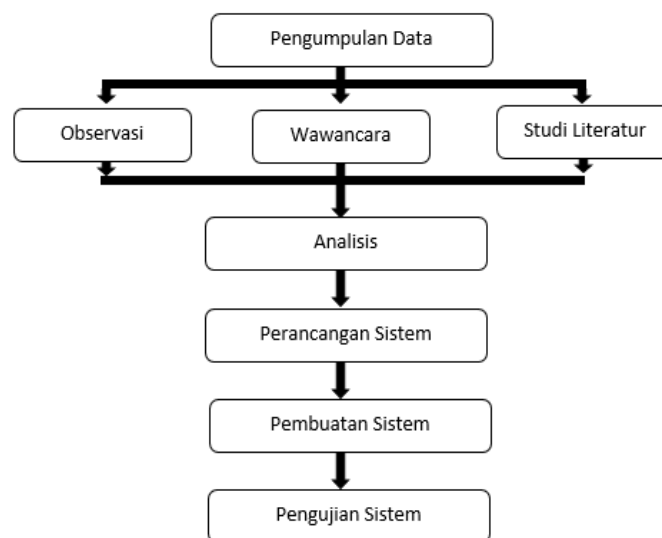 Pengumpulan Data
Observasi
Wawancara
Studi Literatur
Analisis
Perancangan Sistem
Pembuatan Sistem
Pengujian Sistem